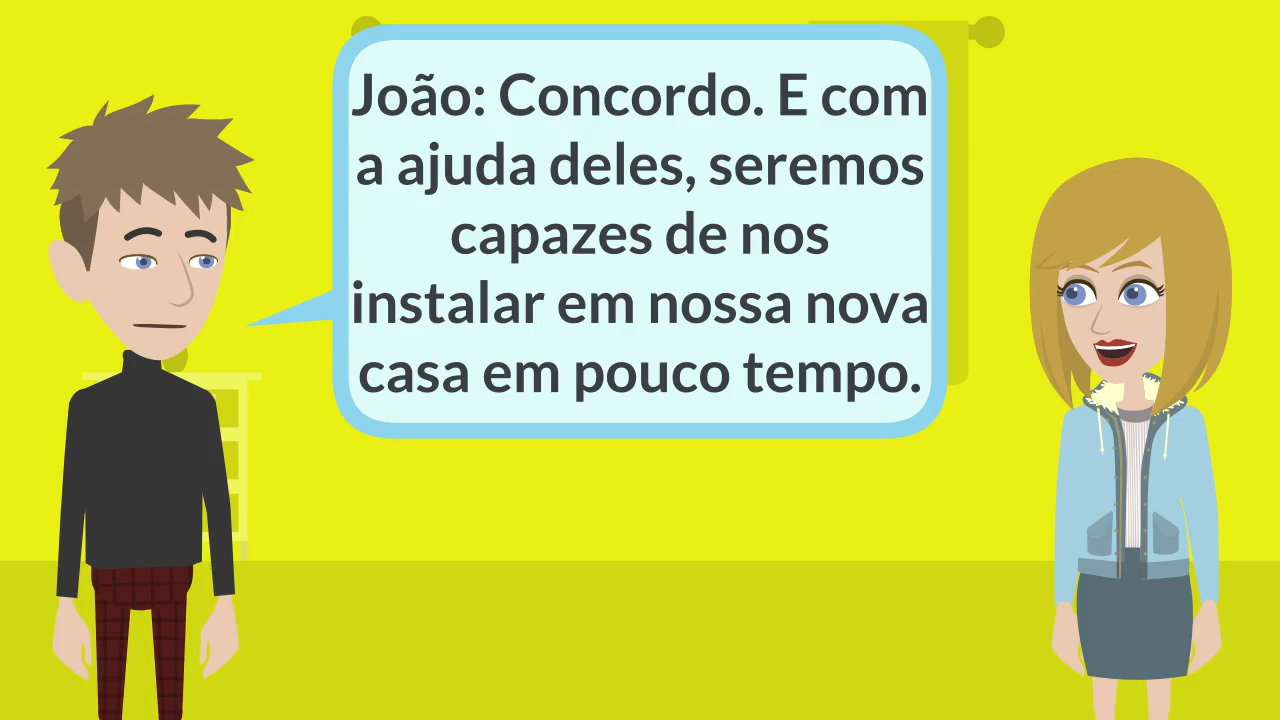 João: Concordo. E com
a ajuda deles, seremos
capazes de nos
instalar em nossa nova
casa em pouco tempo.